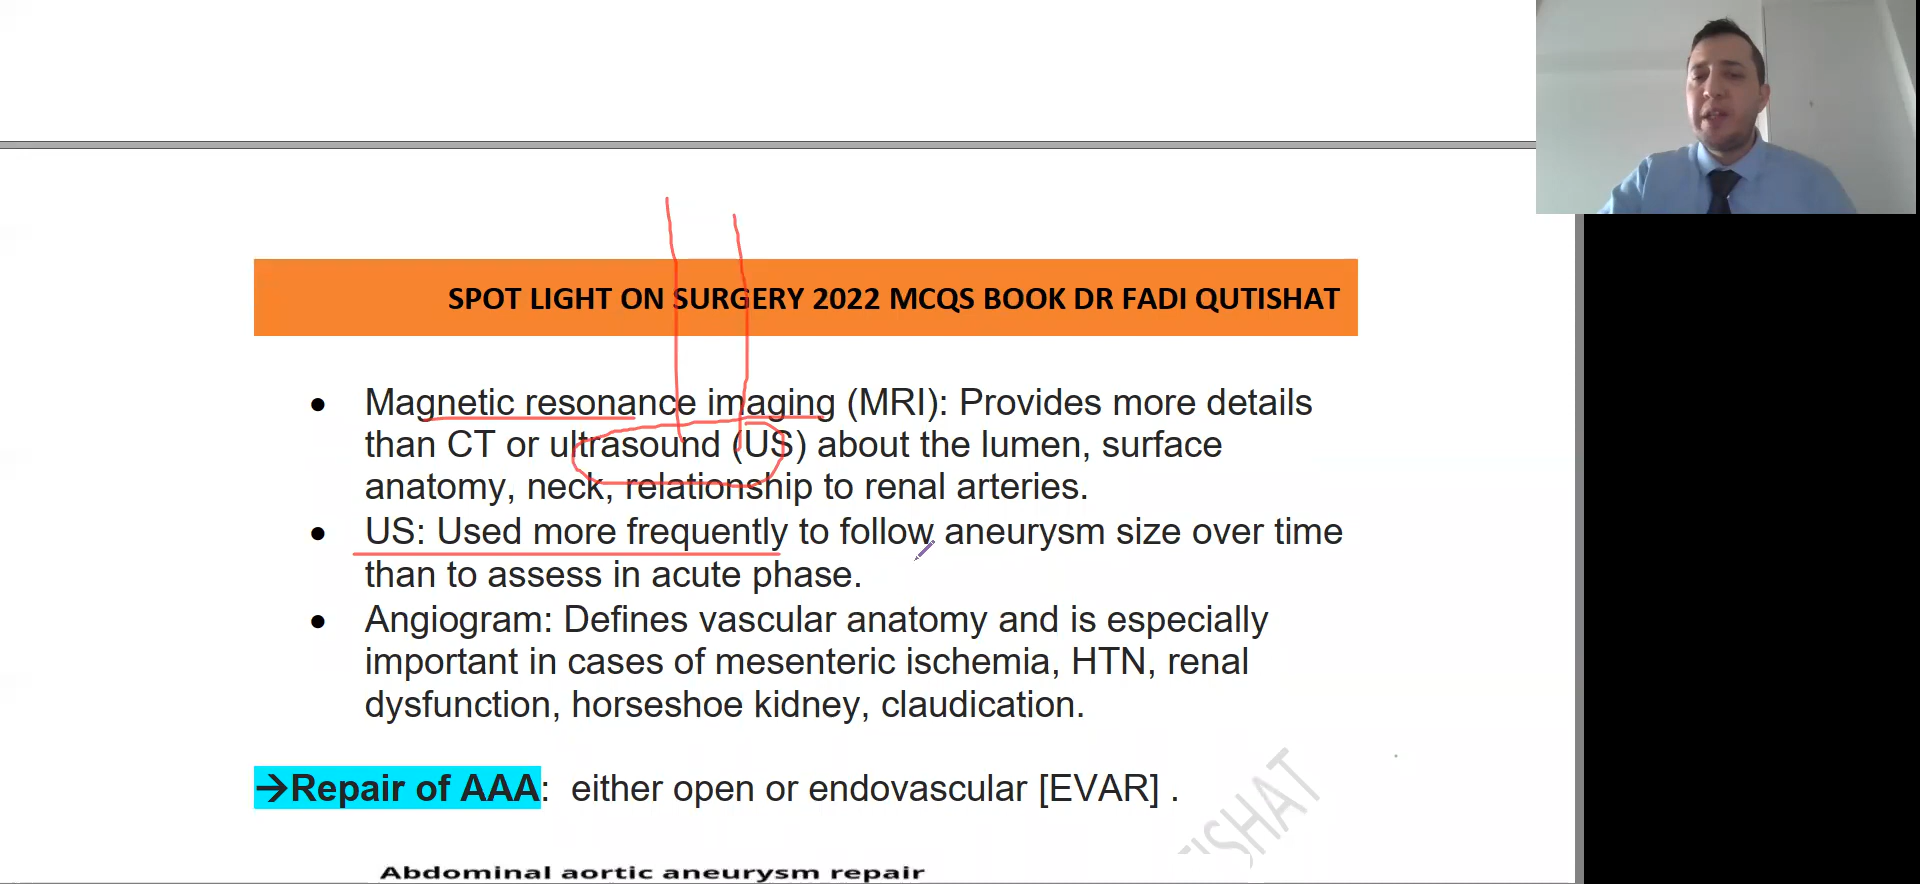 SPOT LIGHT ON SURGERY 2022 MCQS BOOK DR FADI QUTISHAT
● Magnetic resonance imaging (MRI): Provides more details
than CT or ultrasound (US) about the lumen, surface
anatomy, neck, relationship to renal arteries.
● US: Used more frequently to follow aneurysm size over time
than to assess in acute phase.
● Angiogram: Defines vascular anatomy and is especially
important in cases of mesenteric ischemia, HTN, renal
dysfunction, horseshoe kidney, claudication.
→Repair of AAA: either open or endovascular [EVAR] .
ISHAT
Abdominal aortic aneurysm repair